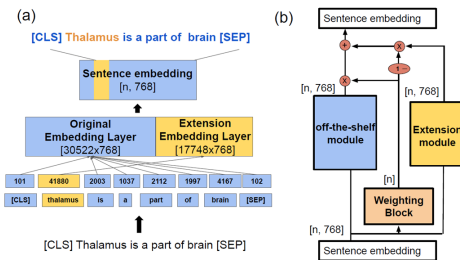 (a)
[CLS] Thalamus is a part of brain [SEP]
Sentence embedding
[n, 768]
Original
Embedding Layer
[30522x768]
Extension
Embedding Layer
[17748x768]
101 41880 2003 1037 2112 1997 4167 102
[CLS] thalamus is a part of brain [SEP]
[CLS] Thalamus is a part of brain [SEP]
(b)
Sentence embedding
+ x
1 -
x
[n, 768] [n, 768]
off-the-shelf
module
Extension
module
[n]
Weighting
Block
[n, 768]
Sentence embedding